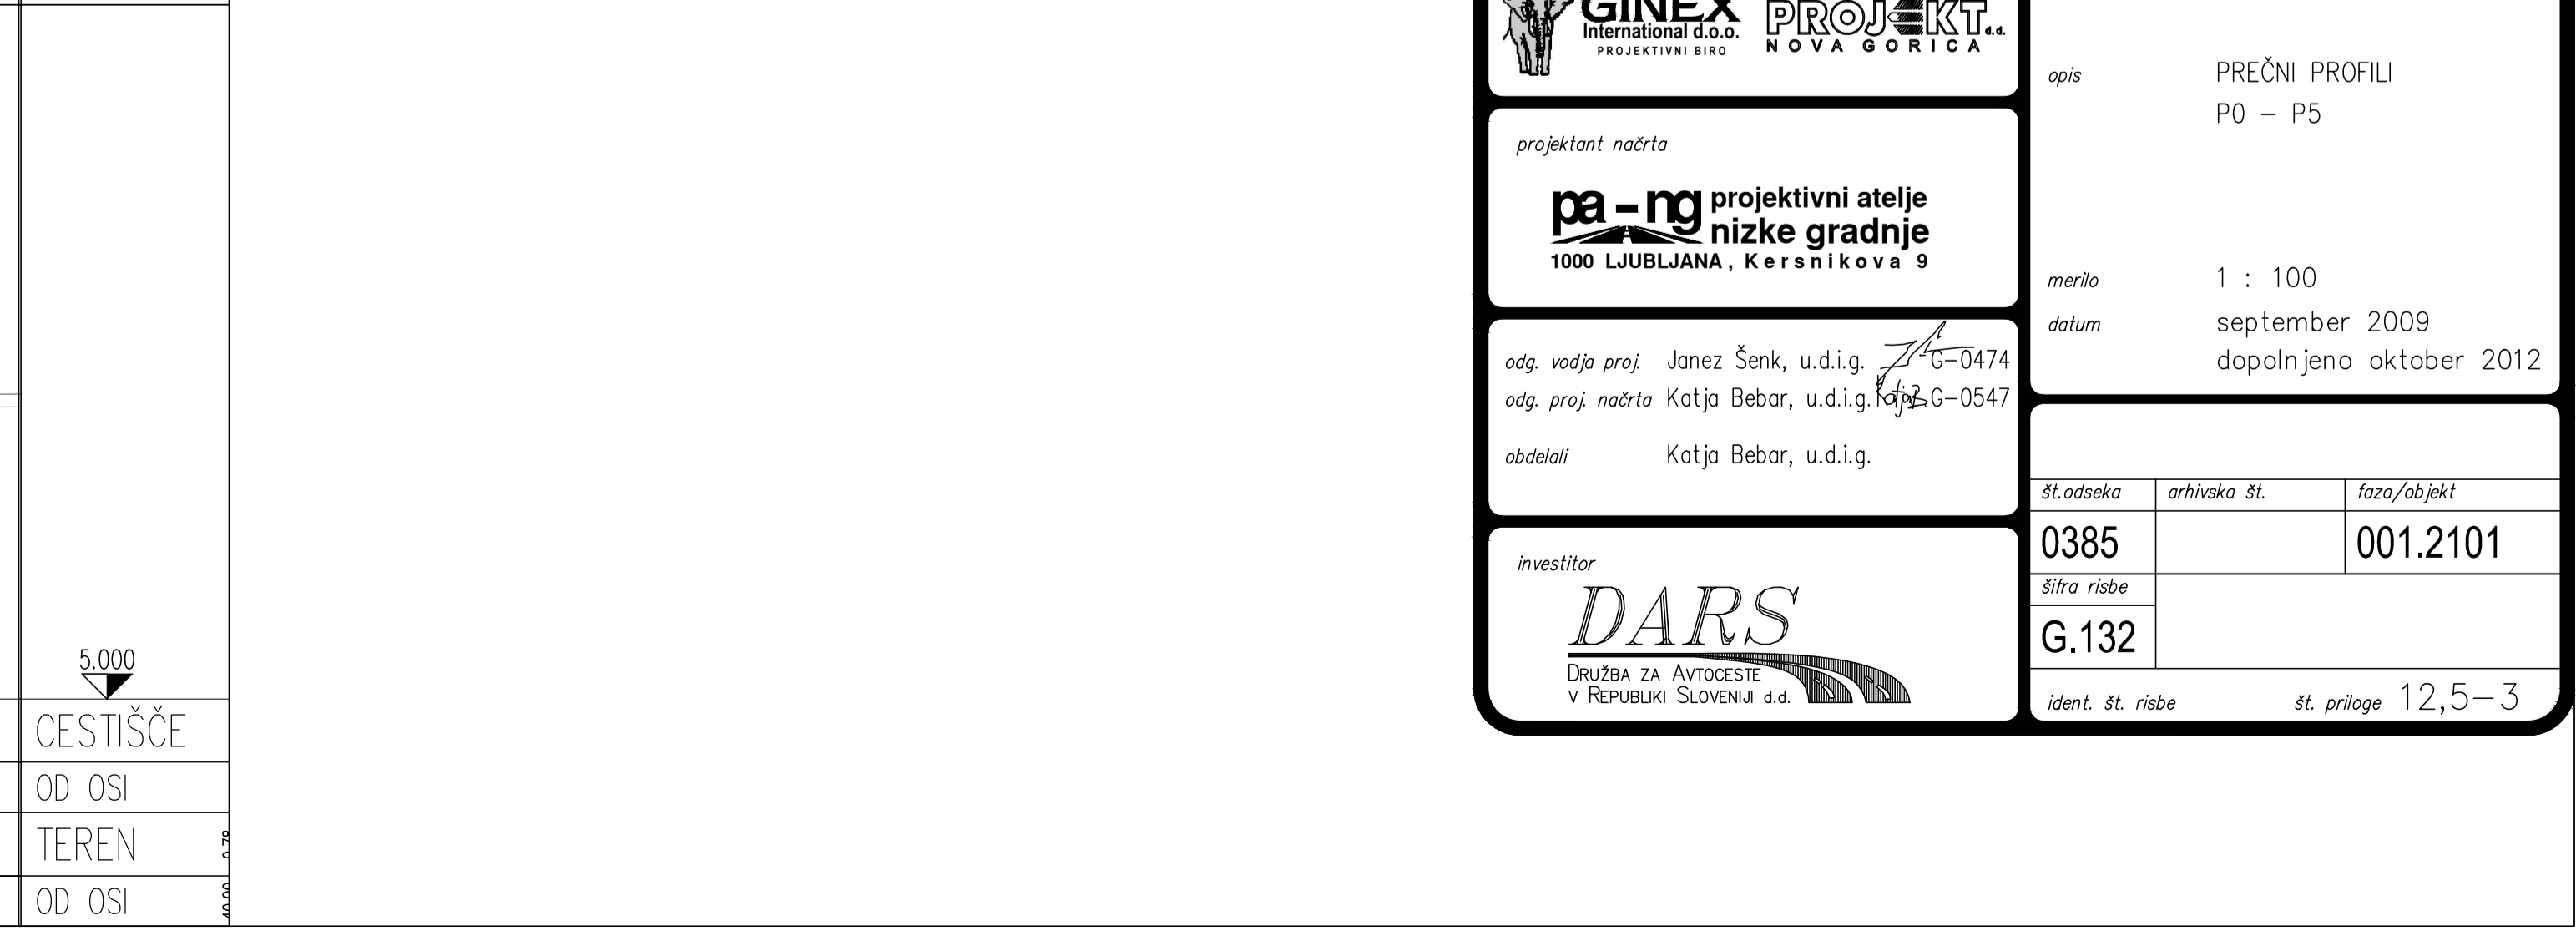 GINEX
International d.o.o.
PROJEKTIVNI BIRO
PROJEKT d.d.
NOVA GORICA
projektant načrta
pa-ng projektivni atelje
nizke gradnje
1000 LJUBLJANA, Kersnikova 9
odg. vodja proj. Janez Šenk, u.d.i.g. G-0474
odg. proj. načrta Katja Bebar, u.d.i.g. G-0547
obdelali Katja Bebar, u.d.i.g.
investitor
DARS
DRUŽBA ZA AVTOCESTE
V REPUBLIKI SLOVENIJI d.d.
opis PREČNI PROFILI
P0 - P5
merilo 1 : 100
datum september 2009
dopolnjeno oktober 2012
št.odseka arhivska št. faza/objekt
0385 001.2101
šifra risbe
G.132
ident. št. risbe št. priloge 12,5-3
5.000
CESTIŠČE
OD OSI
TEREN
OD OSI